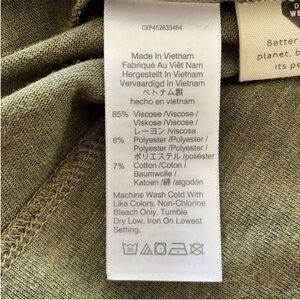 CKP452833464
Made In Vietnam
Fabriqué Au Viêt Nam
Hergestellt In Vietnam
Vervaardigd In Vietnam
ベトナム製
hecho en vietnam
85% Viscose/Viscose/
Viskose /Viscose/
レーヨン /viscosa
8% Polyester /Polyester/
Polyester /Polyester/
ポリエステル /poliéster
7% Cotton /Coton/
Baumwolle/
Katoen /綿 /algodón
Machine Wash Cold With
Like Colors. Non-Chlorine
Bleach Only. Tumble
Dry Low. Iron On Lowest
Setting.
Better
planet, b
its pe